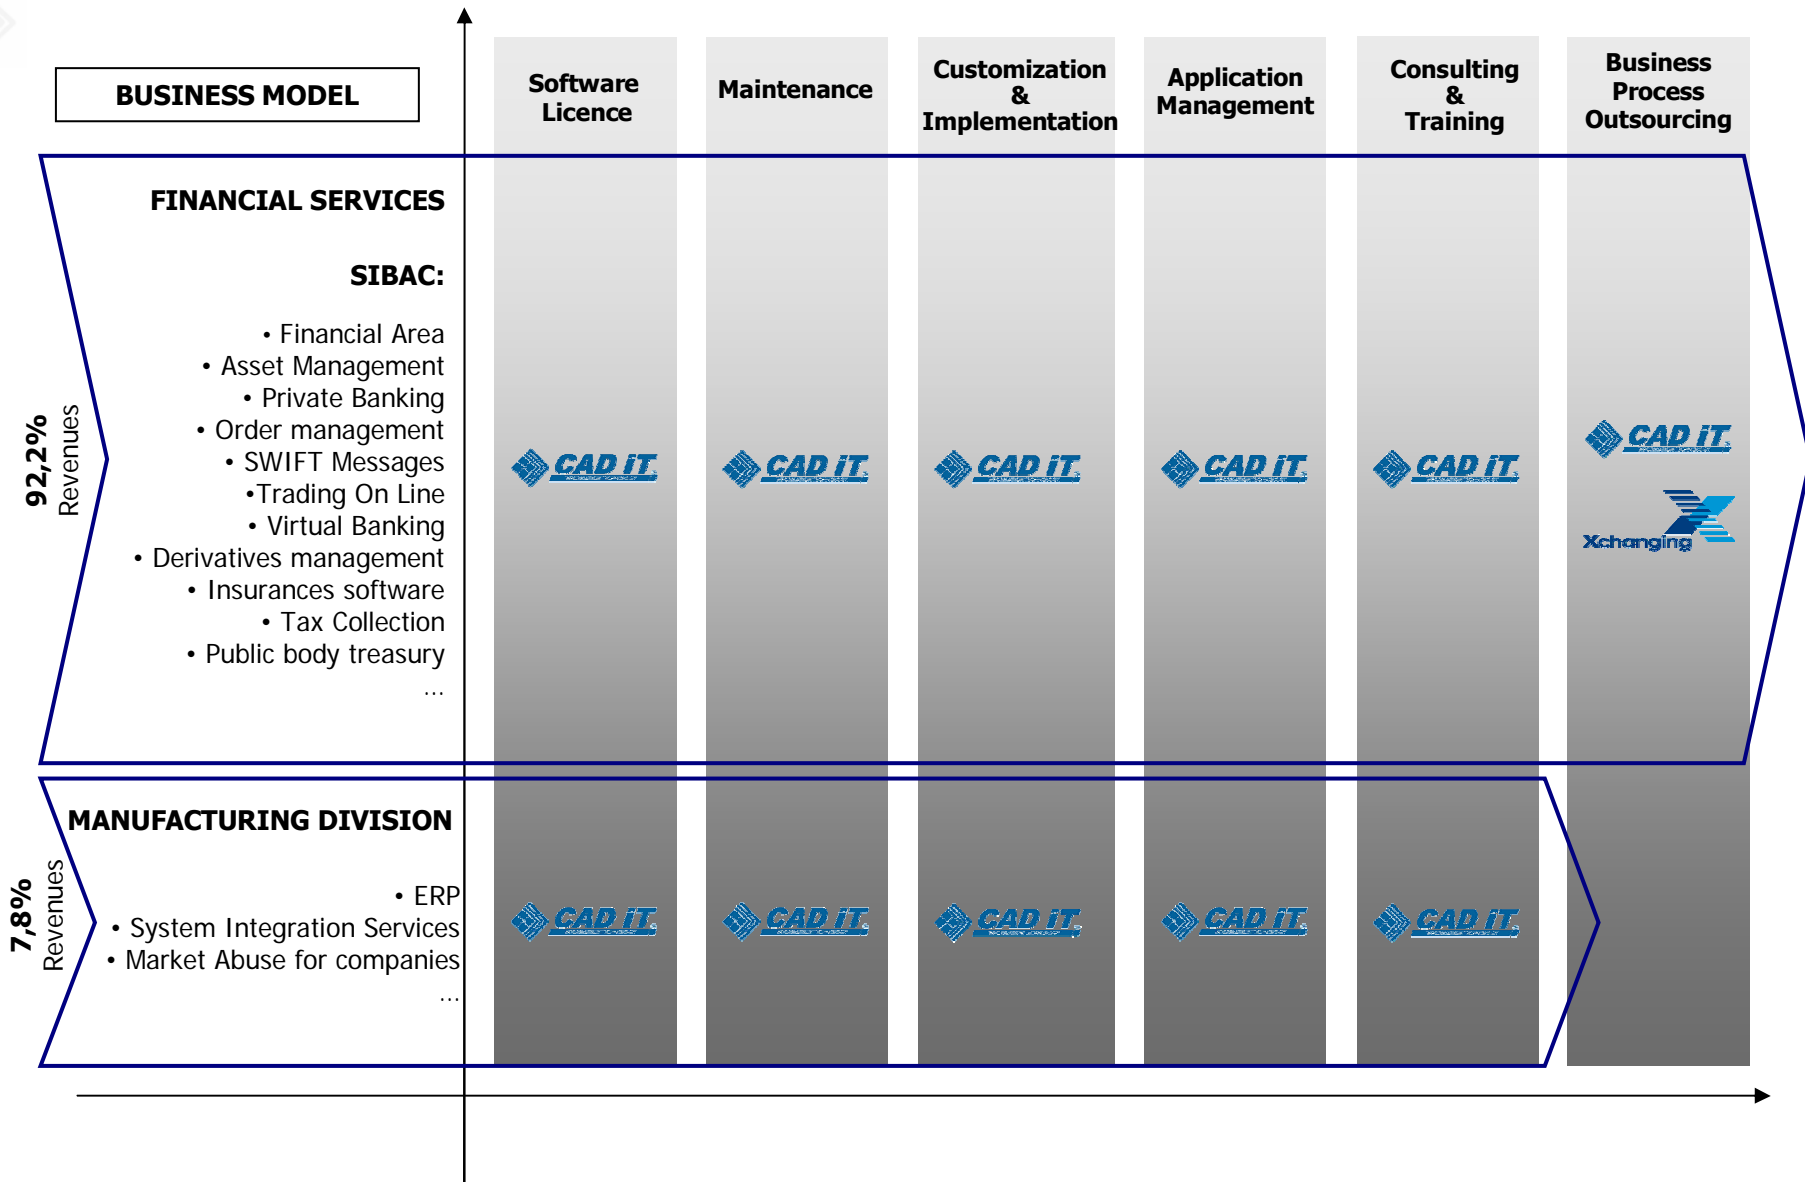 BUSINESS MODEL
Software
Licence
Maintenance
Customization
&
Implementation
Application
Management
Consulting
&
Training
Business
Process
Outsourcing
FINANCIAL SERVICES
SIBAC:
• Financial Area
• Asset Management
• Private Banking
• Order management
• SWIFT Messages
•Trading On Line
• Virtual Banking
• Derivatives management
• Insurances software
• Tax Collection
• Public body treasury
...
92,2%
Revenues
CAD iT
CAD iT
CAD iT
CAD iT
CAD iT
CAD iT
Xchanging
MANUFACTURING DIVISION
• ERP
• System Integration Services
• Market Abuse for companies
...
7,8%
Revenues
CAD iT
CAD iT
CAD iT
CAD iT
CAD iT